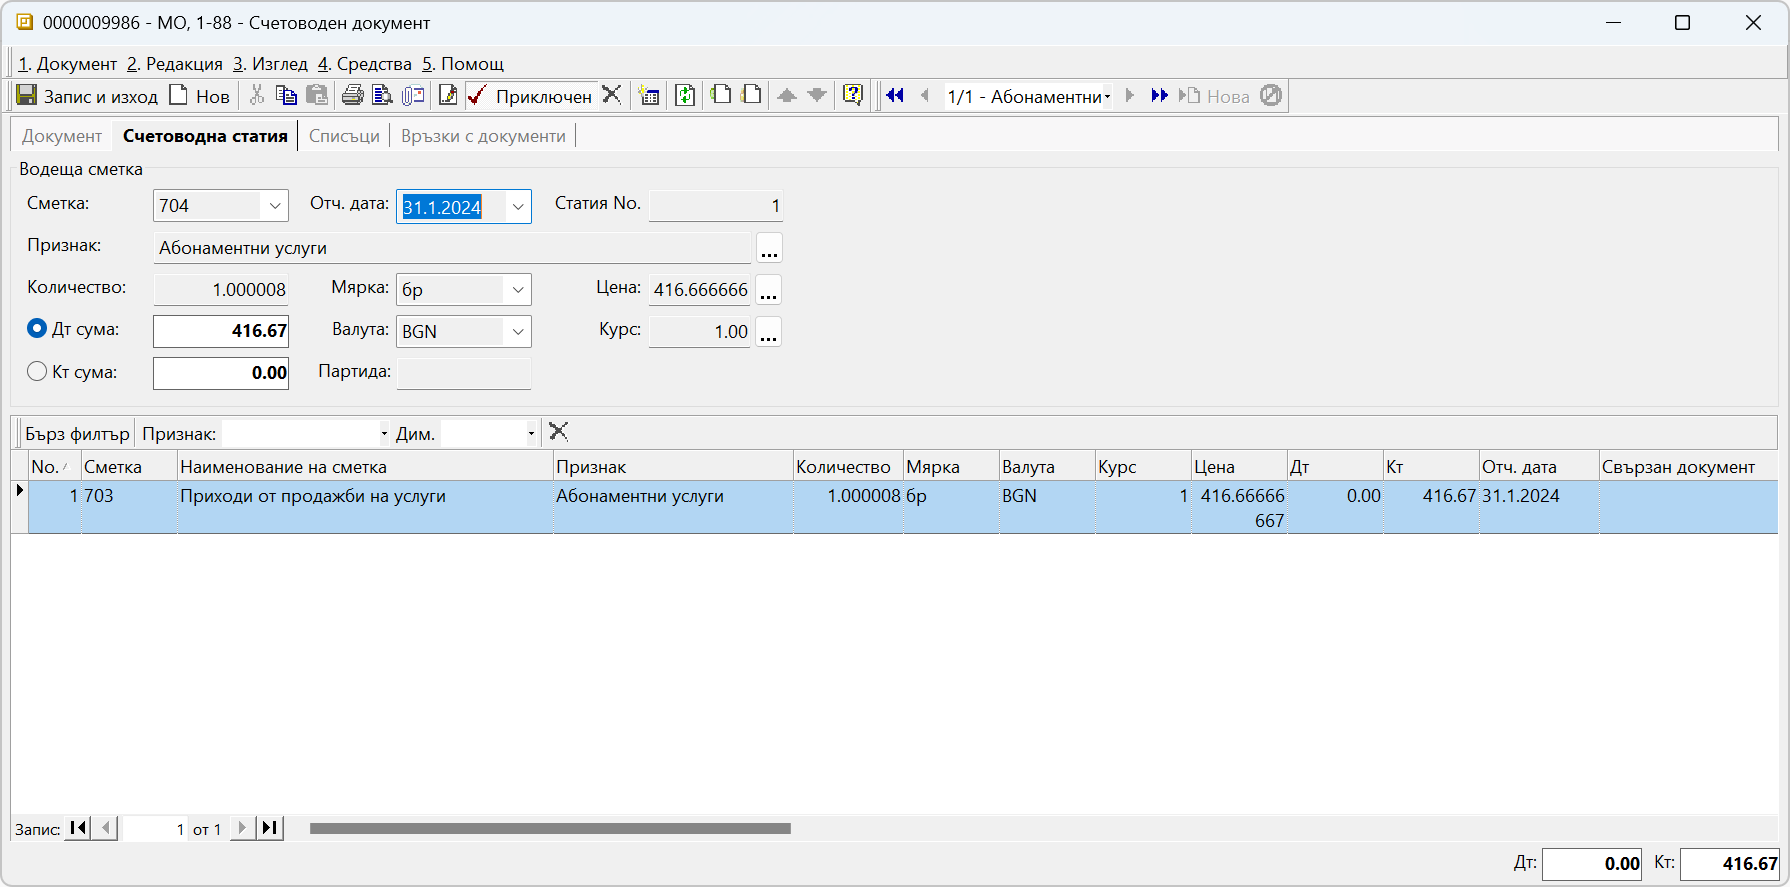 0000009986 - МО, 1-88 - Счетоводен документ
1. Документ 2. Редакция 3. Изглед 4. Средства 5. Помощ
Запис и изход Нов Приключен 1/1 - Абонаментни Нова
Документ Счетоводна статия Списъци Връзки с документи
Водеща сметка
Сметка: 704 Отч. дата: 31.1.2024 Статия No. 1
Признак: Абонаментни услуги ...
Количество: 1.000008 Мярка: бр Цена: 416.666666 ...
Дт сума: 416.67 Валута: BGN Курс: 1.00 ...
Кт сума: 0.00 Партида:
Бърз филтър Признак: Дим.
No. Сметка Наименование на сметка Признак Количество Мярка Валута Курс Цена Дт Кт Отч. дата Свързан документ
1 703 Приходи от продажби на услуги Абонаментни услуги 1.000008 бр BGN 1 416.66666 0.00 416.67 31.1.2024
667
Запис: 1 от 1
Дт: 0.00 Кт: 416.67